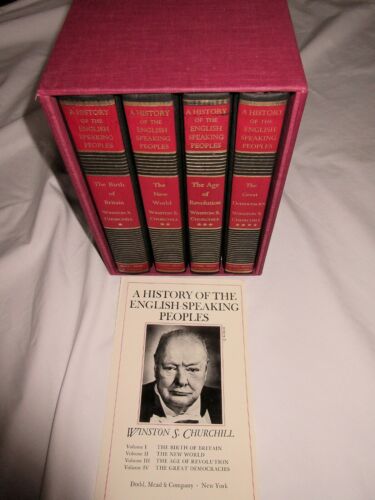 A HISTORY
OF THE
ENGLISH
SPEAKING
PEOPLES
The Birth of
Britain
WINSTON S.
CHURCHILL
*
A HISTORY
OF THE
ENGLISH
SPEAKING
PEOPLES
The
New
World
WINSTON S.
CHURCHILL
**
A HISTORY
OF THE
ENGLISH
SPEAKING
PEOPLES
The Age of
Revolution
WINSTON S.
CHURCHILL
***
A HISTORY
OF THE
ENGLISH
SPEAKING
PEOPLES
The
Great
Democracies
WINSTON S.
CHURCHILL
****
A HISTORY OF THE
ENGLISH-SPEAKING
PEOPLES
WINSTON S. CHURCHILL
Volume I THE BIRTH OF BRITAIN
Volume II THE NEW WORLD
Volume III THE AGE OF REVOLUTION
Volume IV THE GREAT DEMOCRACIES
Dodd, Mead & Company • New York